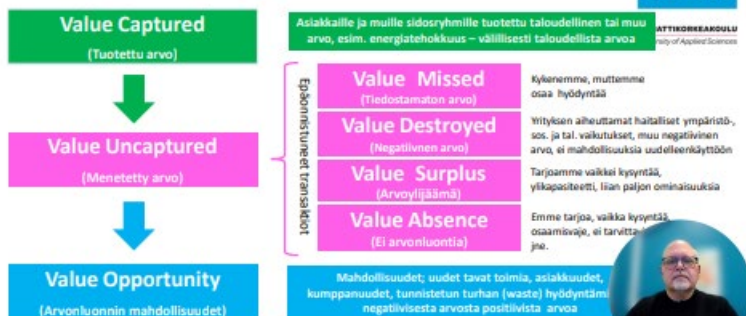 Value Captured
(Tuotettu arvo)
Asiakkaille ja muille sidosryhmille tuotettu taloudellinen tai muu
arvo, esim. energiatehokkuus – välillisesti taloudellista arvoa
ATTIKORKEAKOULU
rsity of Applied Sciences
Value Uncaptured
(Menetetty arvo)
Epäonnistuneet transaktiot
Value Missed
(Tiedostamaton arvo)
Kykenemme, muttemme
osaa hyödyntää
Value Destroyed
(Negatiivnen arvo)
Yrityksen aiheuttamat haitalliset ympäristö-,
sos. ja tal. vaikutukset, muu negatiivinen
arvo, ei mahdollisuuksia uudelleenkäyttöön
Value Surplus
(Arvoylijäämä)
Tarjoamme vaikkei kysyntää,
ylikapasiteetti, liian paljon ominaisuuksia
Value Absence
(Ei arvonluontia)
Emme tarjoa, vaikka kysyntää,
osaamisvaje, ei tarvitta
jne.
Value Opportunity
(Arvonluonnin mahdollisuudet)
Mahdollisuudet; uudet tavat toimia, asiakkuudet,
kumppanuudet, tunnistetun turhan (waste) hyödyntämi
negatiivisesta arvosta positiivista arvoa